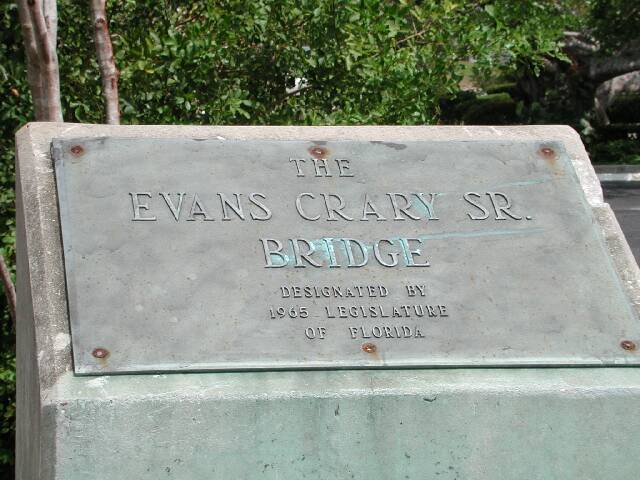 THE
EVANS CRARY SR.
BRIDGE
DESIGNATED BY
1965 LEGISLATURE
OF FLORIDA